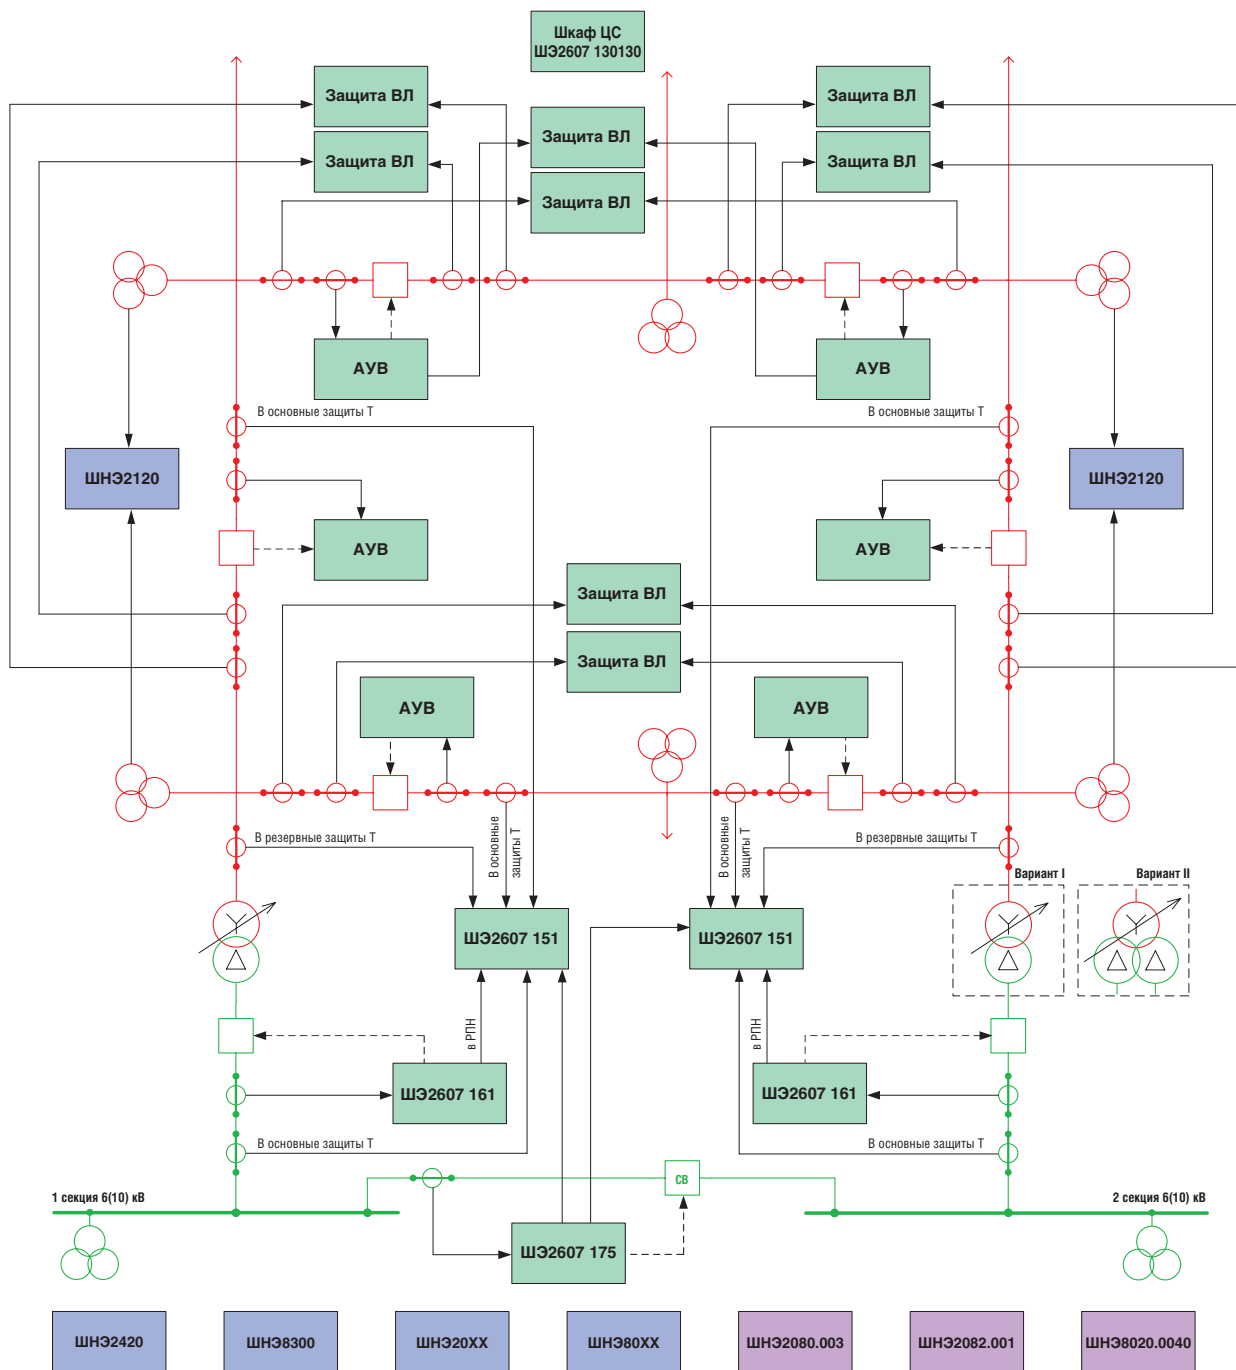 Шкаф ЦС
ШЭ2607 130130
Защита ВЛ
Защита ВЛ
Защита ВЛ
Защита ВЛ
Защита ВЛ
Защита ВЛ
АУВ
АУВ
В основные защиты Т
В основные защиты Т
ШНЭ2120
ШНЭ2120
АУВ
АУВ
Защита ВЛ
Защита ВЛ
АУВ
АУВ
В резервные защиты Т
В основные
защиты Т
В основные
защиты Т
В резервные защиты Т
Вариант I
Вариант II
ШЭ2607 151
ШЭ2607 151
в РПН
в РПН
ШЭ2607 161
ШЭ2607 161
В основные защиты Т
В основные защиты Т
СВ
1 секция 6(10) кВ
2 секция 6(10) кВ
ШЭ2607 175
ШНЭ2420
ШНЭ8300
ШНЭ20ХХ
ШНЭ80ХХ
ШНЭ2080.003
ШНЭ2082.001
ШНЭ8020.0040